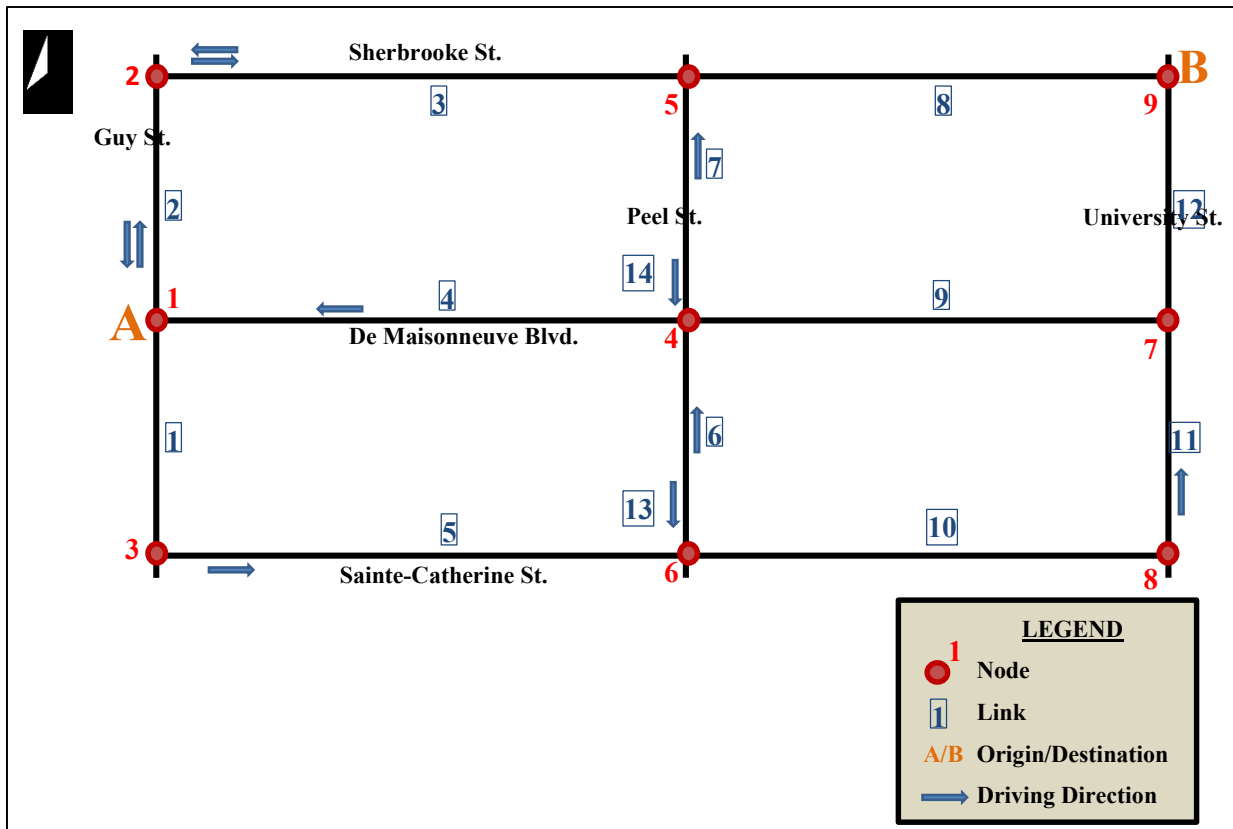 Sherbrooke St.
B
2
5
9
3
8
Guy St.
7
2
Peel St.
12
University St.
14
1
4
9
A
De Maisonneuve Blvd.
4
7
1
6
11
13
5
10
3
Sainte-Catherine St.
6
8
LEGEND
1
Node
1 Link
A/B Origin/Destination
Driving Direction